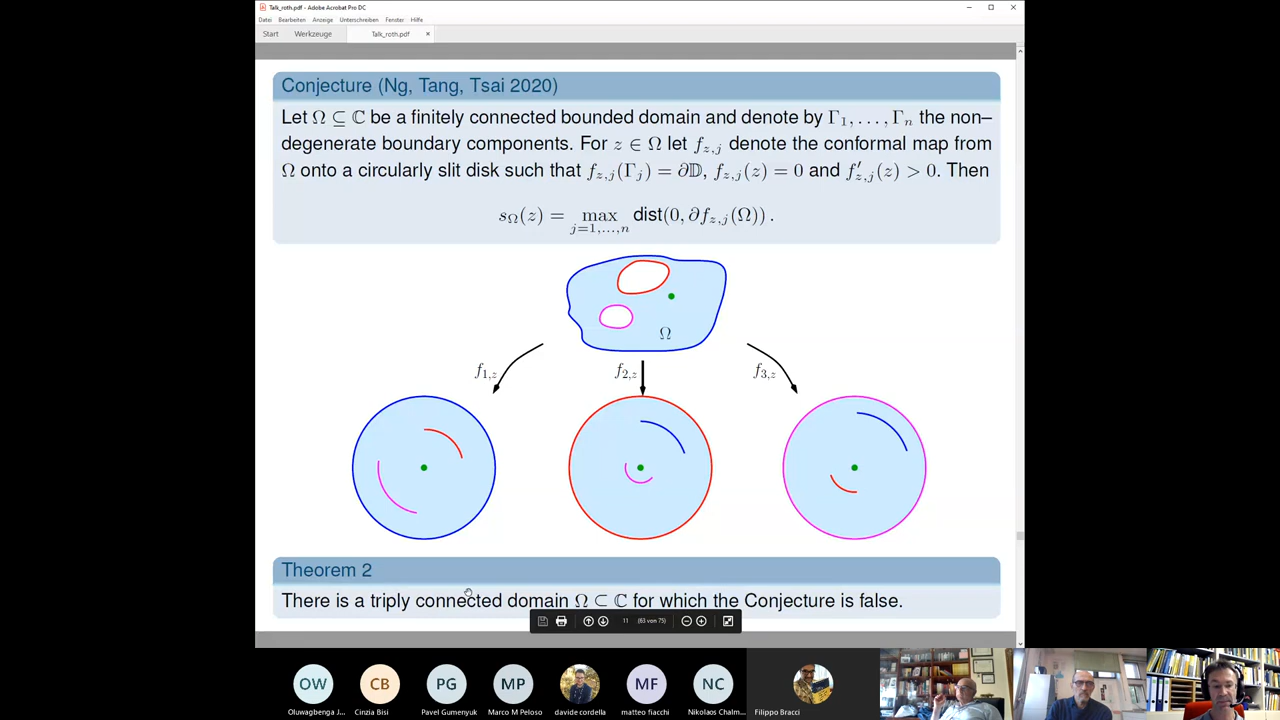 Talk_roth.pdf - Adobe Acrobat Pro DC
Datei Bearbeiten Anzeige Unterschreiben Fenster Hilfe
Start Werkzeuge Talk_roth.pdf ×
Conjecture (Ng, Tang, Tsai 2020)
Let Ω ⊆ ℂ be a finitely connected bounded domain and denote by Γ₁, . . . , Γₙ the non–
degenerate boundary components. For z ∈ Ω let f_{z,j} denote the conformal map from
Ω onto a circularly slit disk such that f_{z,j}(Γ_j) = ∂𝔻, f_{z,j}(z) = 0 and f′_{z,j}(z) > 0. Then
s_Ω(z) = max_{j=1,...,n} dist(0, ∂f_{z,j}(Ω)) .
Ω
f_{1,z} f_{2,z} f_{3,z}
Theorem 2
There is a triply connected domain Ω ⊂ ℂ for which the Conjecture is false.
11 (63 von 75)
OW CB PG MP MF NC
Oluwagbenga J... Cinzia Bisi Pavel Gumenyuk Marco M Peloso davide cordella matteo fiacchi Nikolaos Chalm... Filippo Bracci